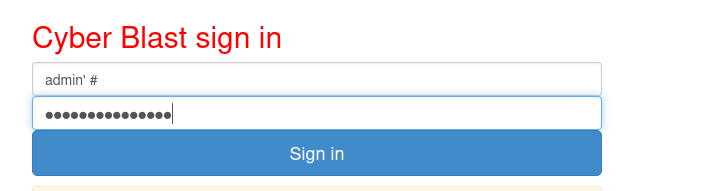 Cyber Blast sign in
admin' #
●●●●●●●●●●●●●●●
Sign in